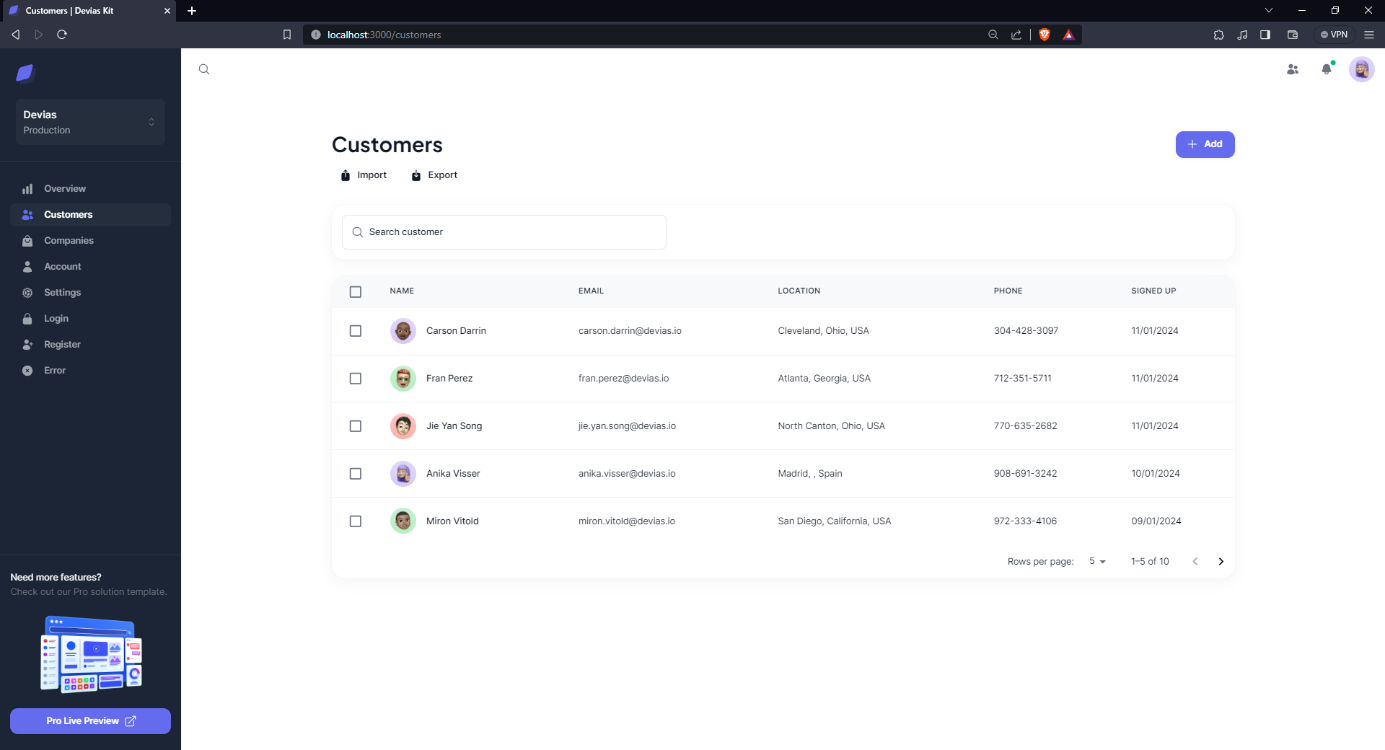 Customers | Devias Kit
localhost:3000/customers
VPN
Devias
Production
Overview
Customers
Companies
Account
Settings
Login
Register
Error
Need more features?
Check out our Pro solution template.
Pro Live Preview
Customers
Add
Import Export
Search customer
NAME EMAIL LOCATION PHONE SIGNED UP
Carson Darrin carson.darrin@devias.io Cleveland, Ohio, USA 304-428-3097 11/01/2024
Fran Perez fran.perez@devias.io Atlanta, Georgia, USA 712-351-5711 11/01/2024
Jie Yan Song jie.yan.song@devias.io North Canton, Ohio, USA 770-635-2682 11/01/2024
Anika Visser anika.visser@devias.io Madrid, , Spain 908-691-3242 10/01/2024
Miron Vitold miron.vitold@devias.io San Diego, California, USA 972-333-4106 09/01/2024
Rows per page: 5 1–5 of 10